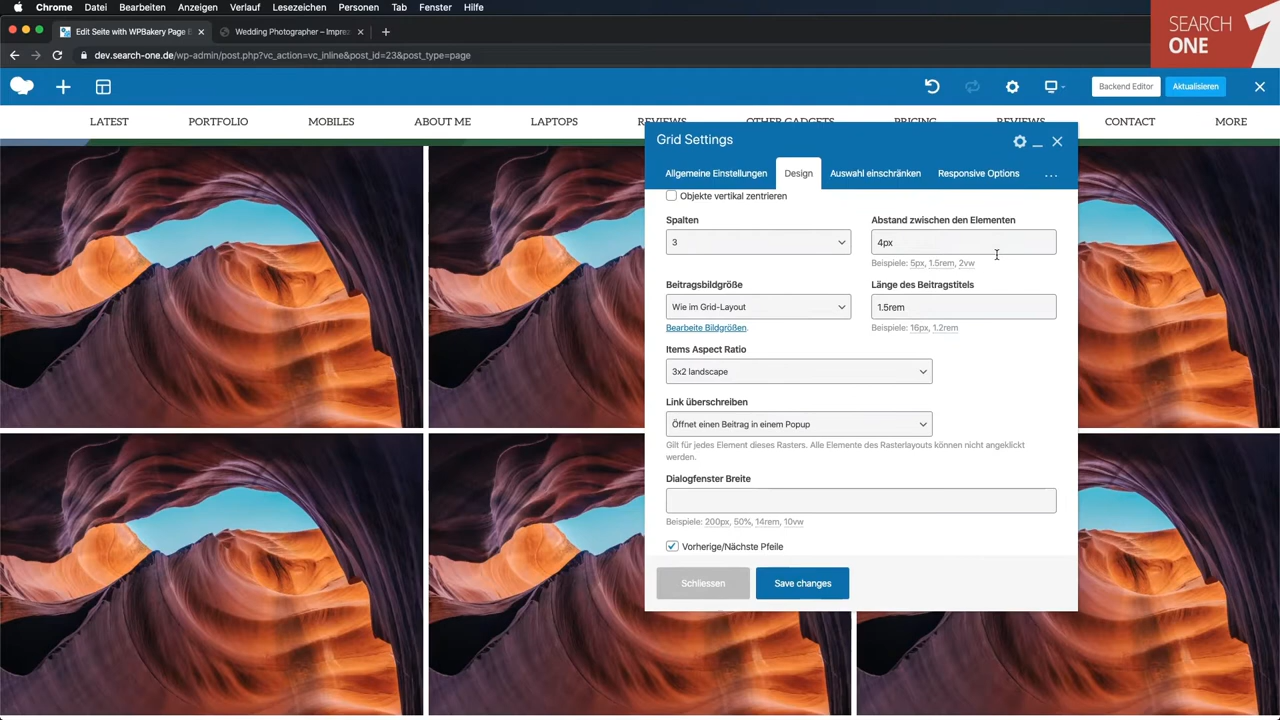 Chrome Datei Bearbeiten Anzeigen Verlauf Lesezeichen Personen Tab Fenster Hilfe
Edit Seite with WPBakery Page B
Wedding Photographer – Impre
SEARCH
ONE
dev.search-one.de/wp-admin/post.php?vc_action=vc_inline&post_id=23&post_type=page
Backend Editor
Aktualisieren
LATEST PORTFOLIO MOBILES ABOUT ME LAPTOPS REVIEWS OTHER GADGETS PRICING REVIEWS CONTACT MORE
Grid Settings
Allgemeine Einstellungen Design Auswahl einschränken Responsive Options ...
Objekte vertikal zentrieren
Spalten
Abstand zwischen den Elementen
3
4px
Beispiele: 5px, 1.5rem, 2vw
Beitragsbildgröße
Länge des Beitragstitels
Wie im Grid-Layout
1.5rem
Bearbeite Bildgrößen.
Beispiele: 16px, 1.2rem
Items Aspect Ratio
3x2 landscape
Link überschreiben
Öffnet einen Beitrag in einem Popup
Gilt für jedes Element dieses Rasters. Alle Elemente des Rasterlayouts können nicht angeklickt
werden.
Dialogfenster Breite
Beispiele: 200px, 50%, 14rem, 10vw
Vorherige/Nächste Pfeile
Schliessen
Save changes